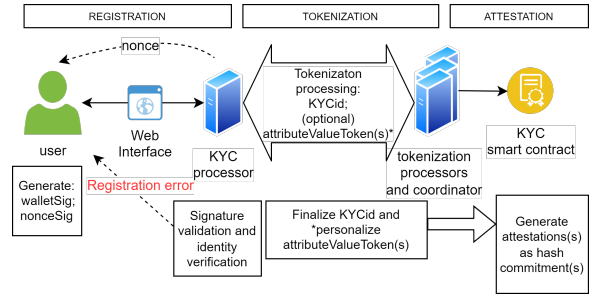 REGISTRATION
TOKENIZATION
ATTESTATION
nonce
Tokenizaton
processing:
KYCid;
(optional)
attributeValueToken(s)*
user
Web
Interface
KYC
processor
tokenization
processors
and coordinator
KYC
smart contract
Generate:
walletSig;
nonceSig
Registration error
Signature
validation and
identity
verification
Finalize KYCid and
*personalize
attributeValueToken(s)
Generate
attestations(s)
as hash
commitment(s)